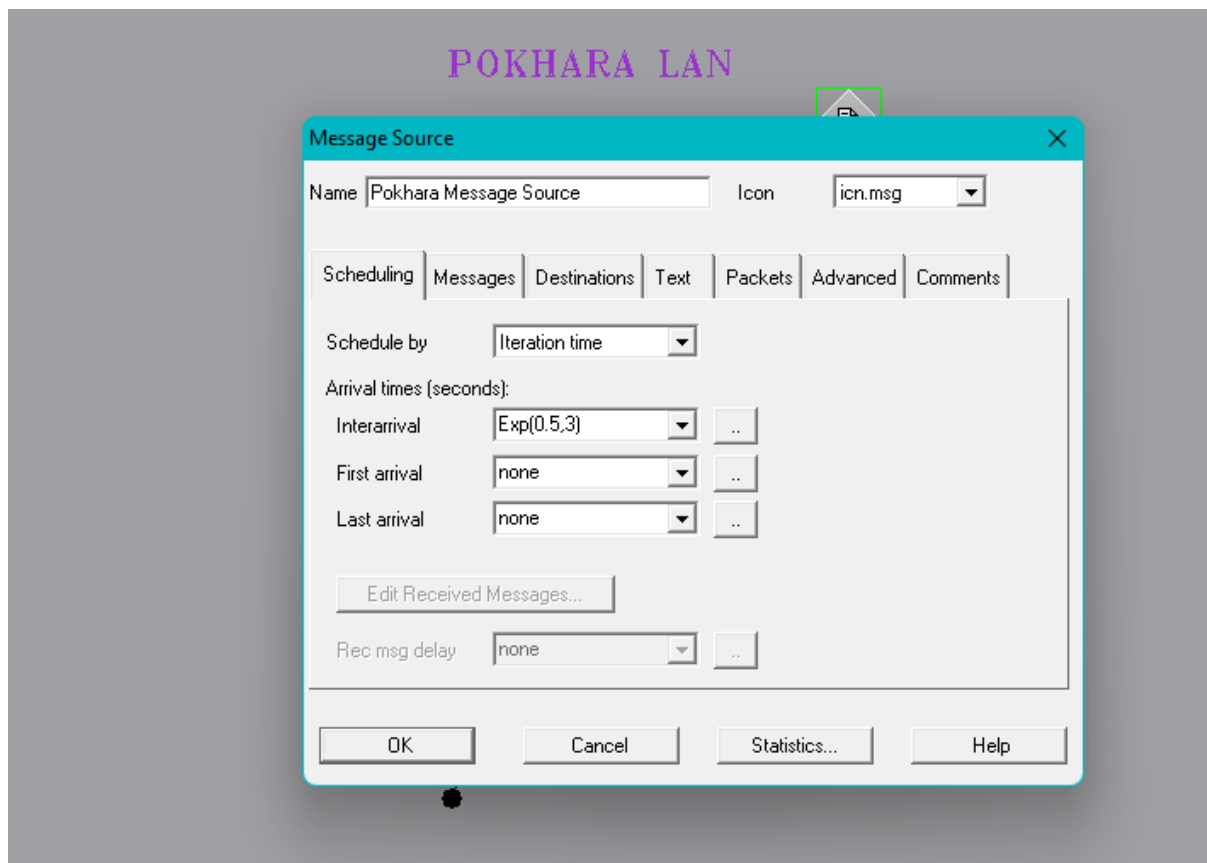 POKHARA LAN
Message Source
Name Pokhara Message Source Icon icn.msg
Scheduling Messages Destinations Text Packets Advanced Comments
Schedule by Iteration time
Arrival times (seconds):
Interarrival Exp(0.5,3) ..
First arrival none ..
Last arrival none ..
Edit Received Messages...
Rec msg delay none ..
OK Cancel Statistics... Help